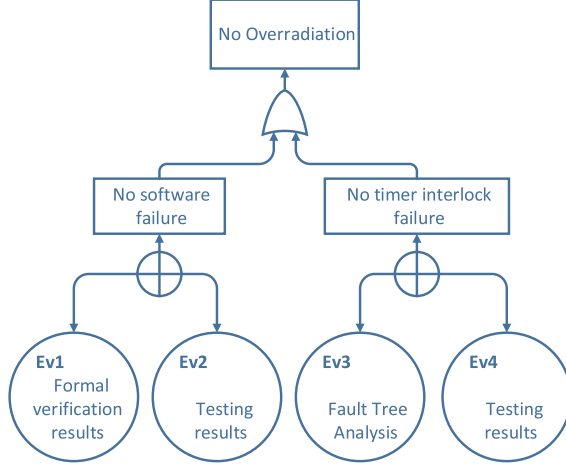 No Overradiation
No software
failure
No timer interlock
failure
Ev1
Formal
verification
results
Ev2
Testing
results
Ev3
Fault Tree
Analysis
Ev4
Testing
results